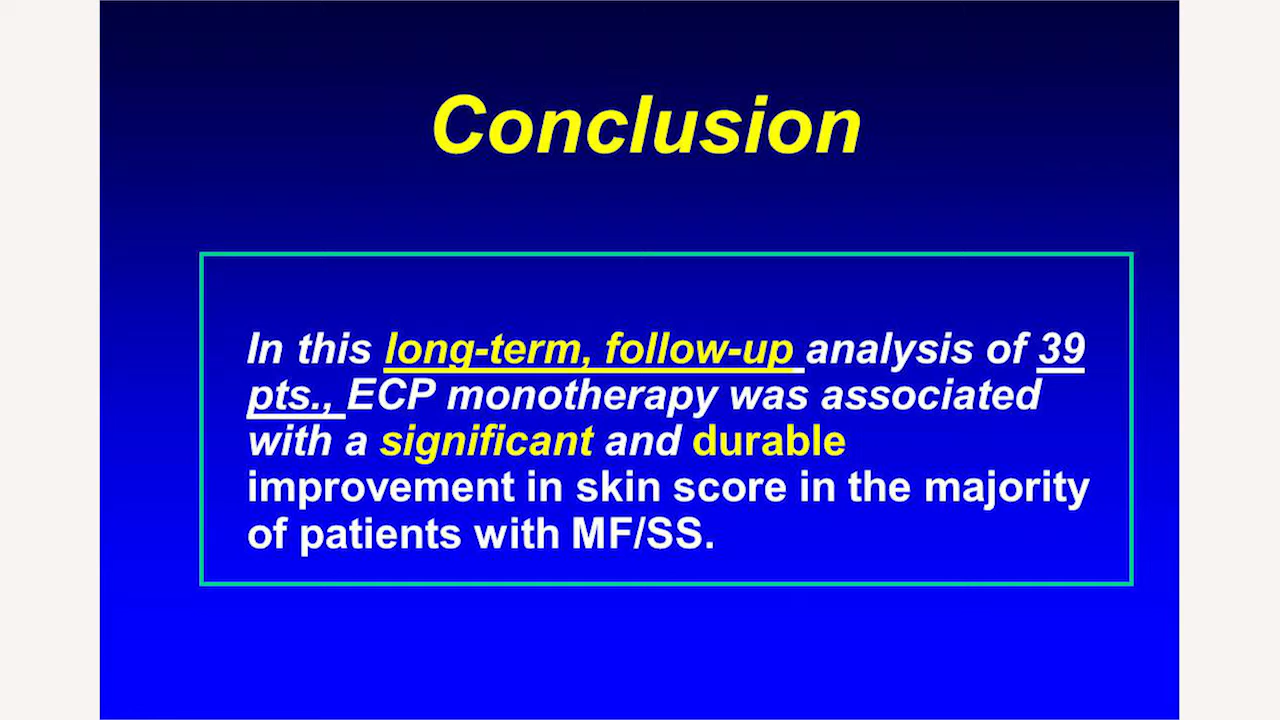 Conclusion
In this long-term, follow-up analysis of 39
pts., ECP monotherapy was associated
with a significant and durable
improvement in skin score in the majority
of patients with MF/SS.